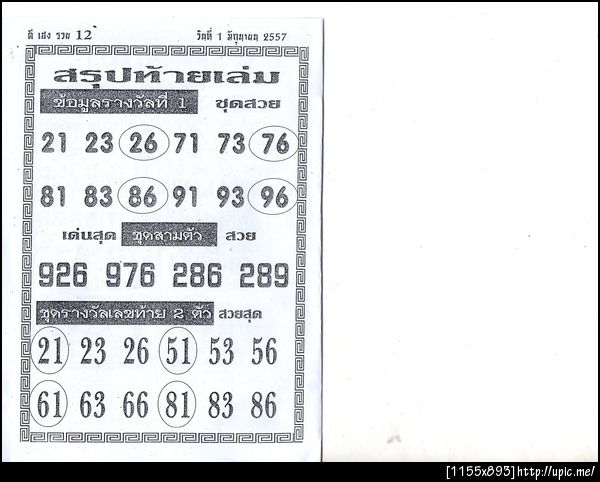 ดี เฮง รวย 12 วันที่ 1 มิถุนายน 2557
สรุปท้ายเล่ม
ข้อมูลรางวัลที่ 1 ชุดสวย
21 23 26 71 73 76
81 83 86 91 93 96
เด่นสุด ชุดสามตัว สวย
926 976 286 289
ชุดรางวัลเลขท้าย 2 ตัว สวยสุด
21 23 26 51 53 56
61 63 66 81 83 86
[1155x893]http://upic.me/